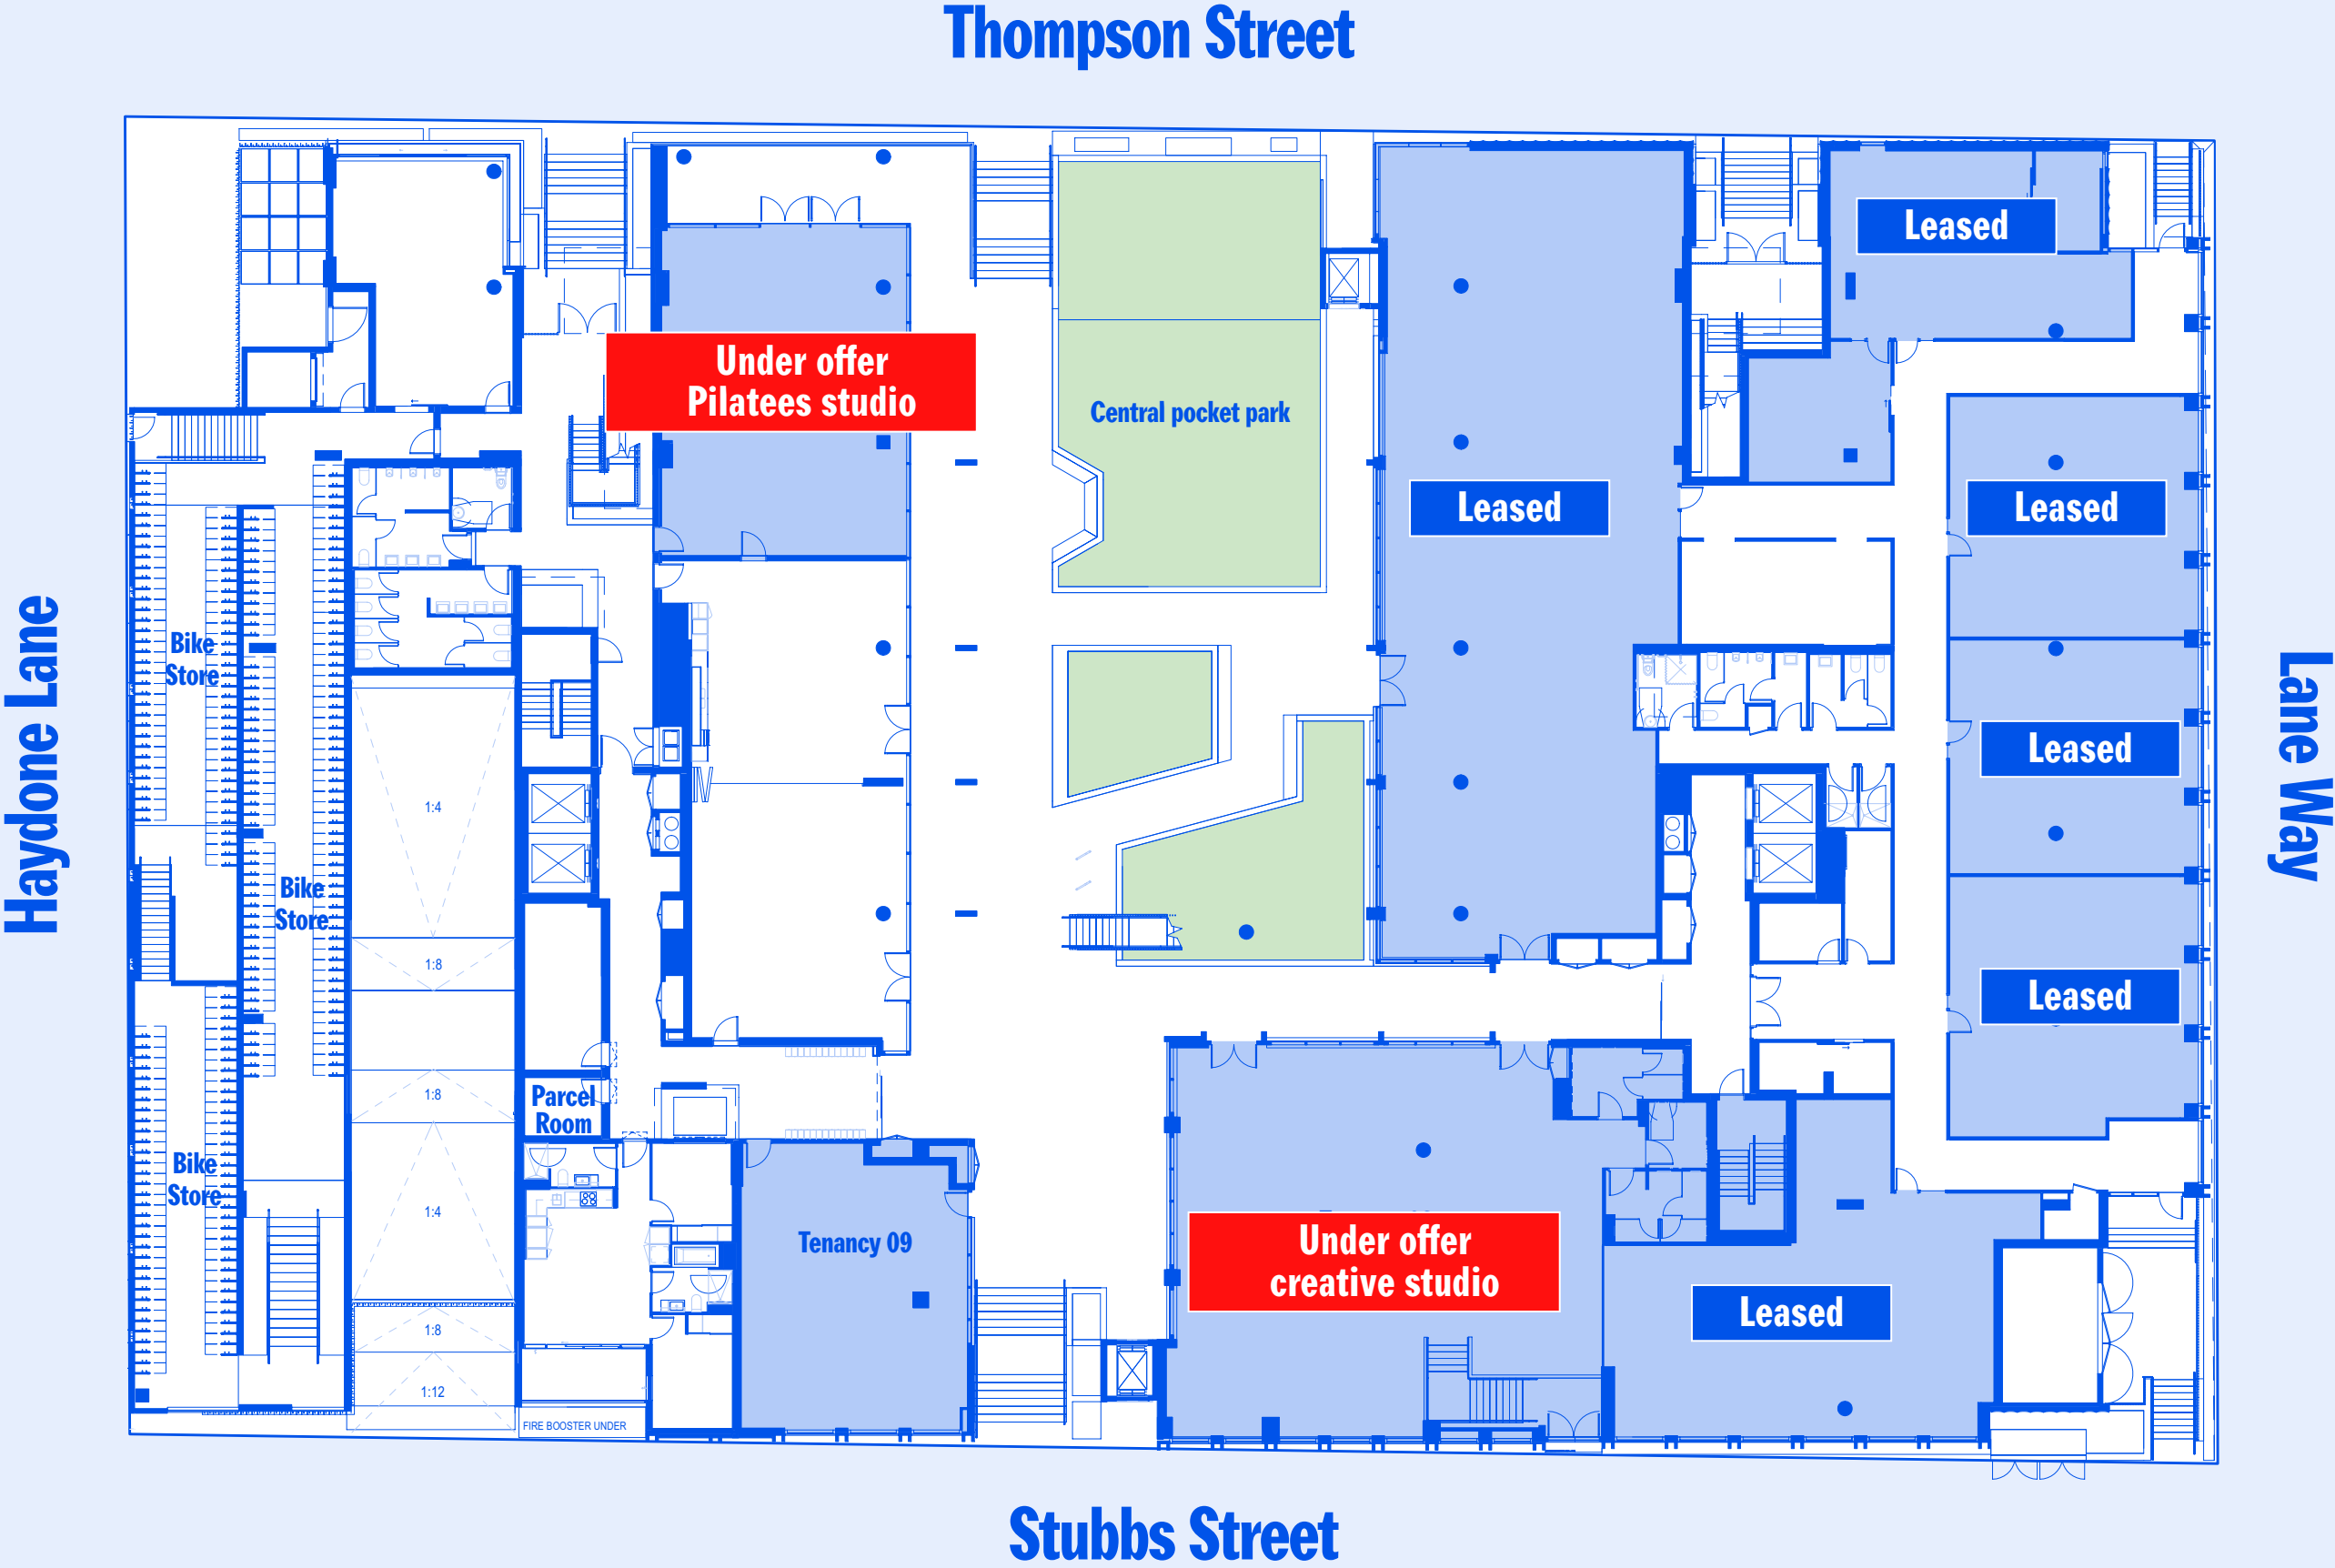 Thompson Street
Leased
Under offer
Pilatees studio
Central pocket park
Leased
Leased
Haydone Lane
Bike
Store
Lane Way
Leased
1:4
Bike
Store
1:8
Leased
1:8
Parcel
Room
Bike
Store
1:4
Tenancy 09
Under offer
creative studio
Leased
1:8
1:12
FIRE BOOSTER UNDER
Stubbs Street